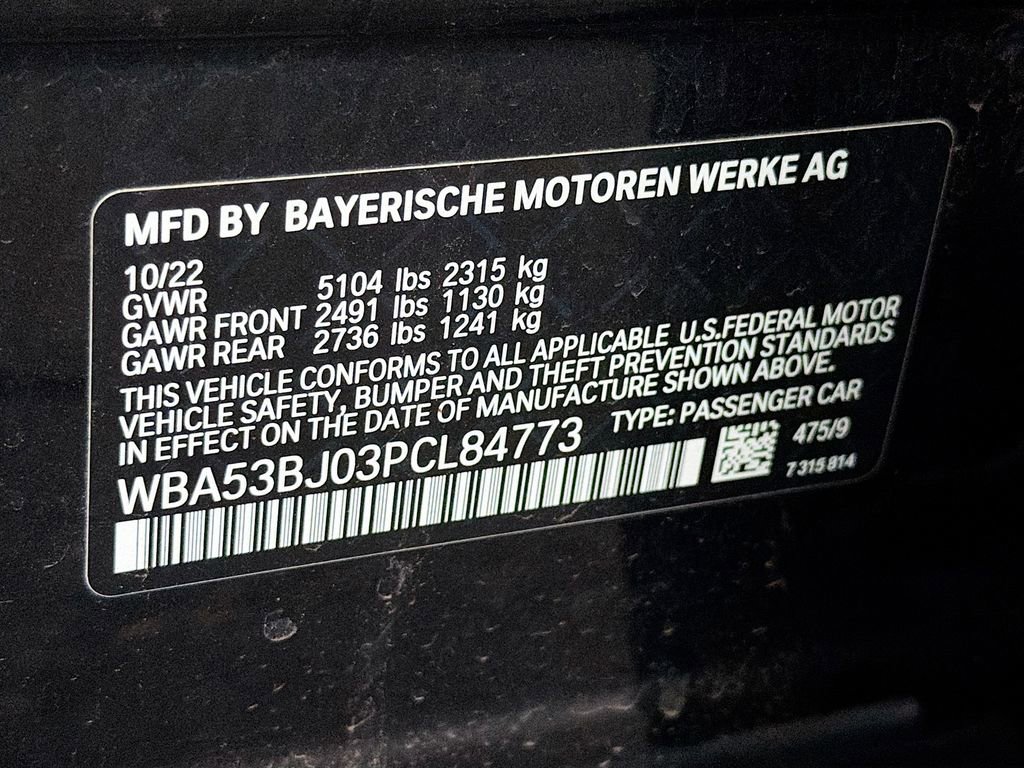 MFD BY BAYERISCHE MOTOREN WERKE AG
10/22
GVWR 5104 lbs 2315 kg
GAWR FRONT 2491 lbs 1130 kg
GAWR REAR 2736 lbs 1241 kg
THIS VEHICLE CONFORMS TO ALL APPLICABLE U.S.FEDERAL MOTOR
VEHICLE SAFETY, BUMPER AND THEFT PREVENTION STANDARDS
IN EFFECT ON THE DATE OF MANUFACTURE SHOWN ABOVE.
WBA53BJ03PCL84773 TYPE: PASSENGER CAR
475/9
7 315 814